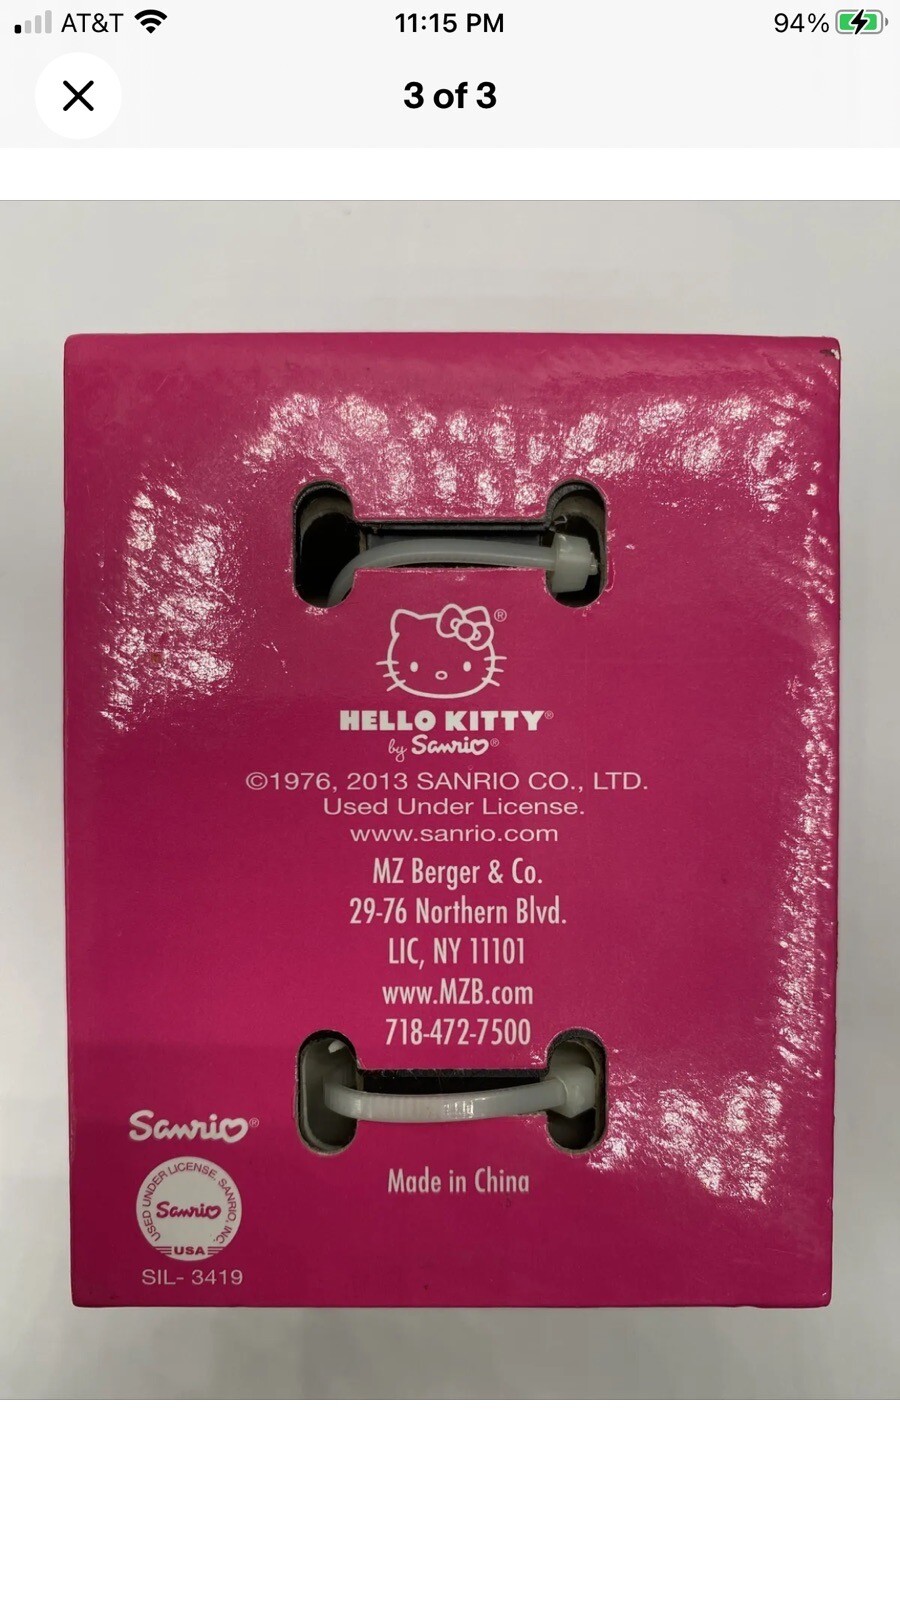 AT&T 11:15 PM 94%
3 of 3
®
HELLO KITTY®
by Sanrio®
©1976, 2013 SANRIO CO., LTD.
Used Under License.
www.sanrio.com
MZ Berger & Co.
29-76 Northern Blvd.
LIC, NY 11101
www.MZB.com
718-472-7500
Sanrio®
USED UNDER LICENSE, SANRIO, INC.
Sanrio
USA
SIL- 3419
Made in China